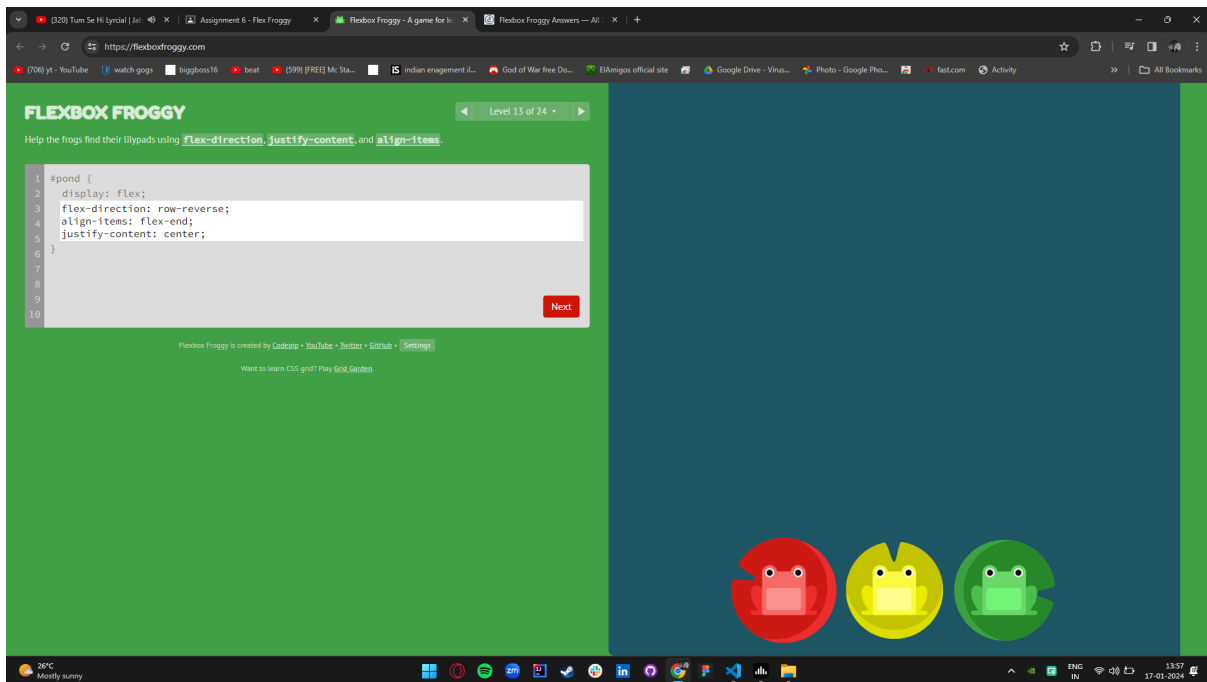 (320) Tum Se Hi Lyrcial | Jab
Assignment 6 - Flex Froggy
Flexbox Froggy - A game for le
Flexbox Froggy Answers — All
https://flexboxfroggy.com
(706) yt - YouTube
watch gogs
biggboss16
beat
(599) [FREE] Mc Sta...
indian enagement il...
God of War free Do...
ElAmigos official site
Google Drive - Virus...
Photo - Google Pho...
fast.com
Activity
All Bookmarks
FLEXBOX FROGGY
Level 13 of 24
Help the frogs find their lilypads using flex-direction, justify-content, and align-items.
1 #pond {
2 display: flex;
3 flex-direction: row-reverse;
4 align-items: flex-end;
5 justify-content: center;
6 }
7
8
9
10
Next
Flexbox Froggy is created by Codepip • YouTube • Twitter • GitHub • Settings
Want to learn CSS grid? Play Grid Garden.
26°C
Mostly sunny
ENG
IN
13:57
17-01-2024